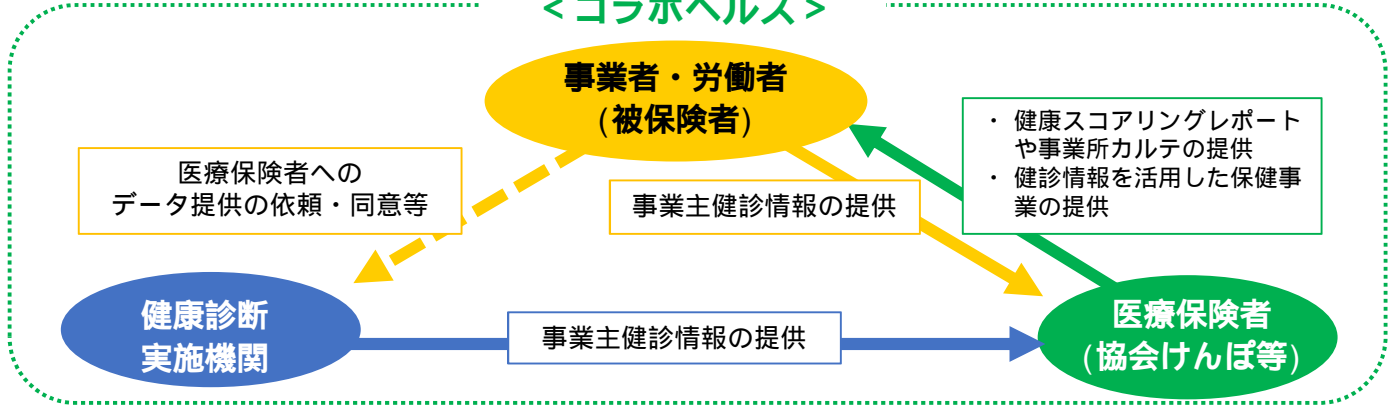 <コラボヘルス>
事業者・労働者
(被保険者)
・ 健康スコアリングレポート
や事業所カルテの提供
・ 健診情報を活用した保健事
業の提供
医療保険者への
データ提供の依頼・同意等
事業主健診情報の提供
健康診断
実施機関
事業主健診情報の提供
医療保険者
(協会けんぽ等)